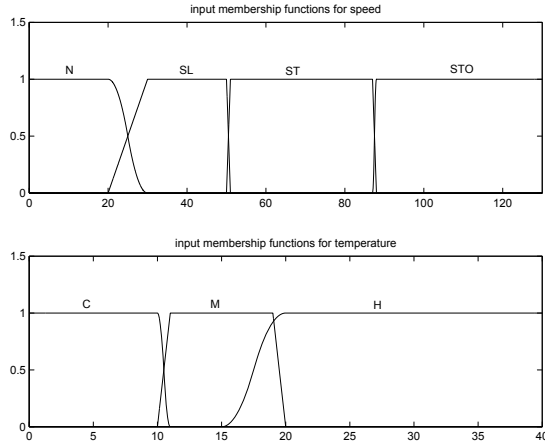 input membership functions for speed
1.5
N SL ST STO
1
0.5
0
0 20 40 60 80 100 120
input membership functions for temperature
1.5
C M H
1
0.5
0
0 5 10 15 20 25 30 35 40